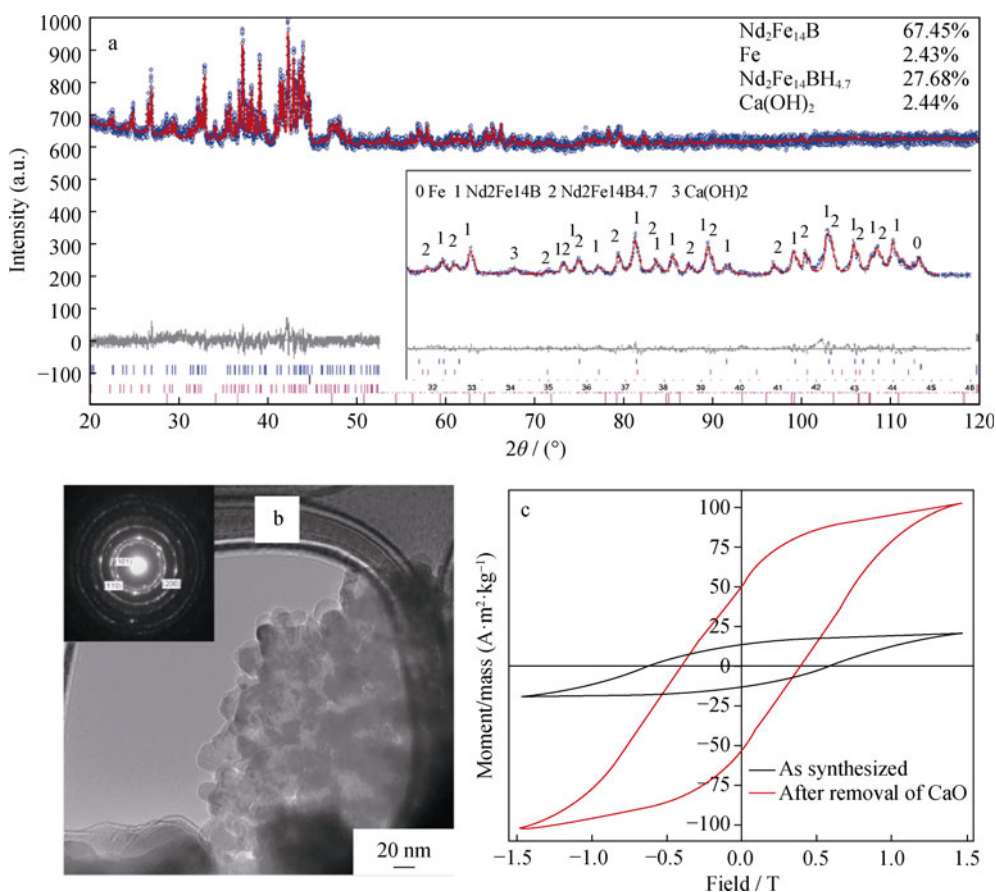 a
Nd₂Fe₁₄B 67.45%
Fe 2.43%
Nd₂Fe₁₄BH₄.₇ 27.68%
Ca(OH)₂ 2.44%
Intensity (a.u.)
1000
900
800
700
600
500
400
300
200
100
0
−100
0 Fe 1 Nd2Fe14B 2 Nd2Fe14B4.7 3 Ca(OH)2
2 1 2 1 3 2 12 1 2 1 2 1 2 1 1 2 1 2 1 2 1 2 1 2 1 2 1 2 1 0
32 33 34 35 36 37 38 39 40 41 42 43 44 45 46
20 30 40 50 60 70 80 90 100 110 120
2θ / (°)
b
(101)
(110)
(200)
20 nm
c
Moment/mass (A·m²·kg⁻¹)
100
75
50
25
0
−25
−50
−75
−100
As synthesized
After removal of CaO
−1.5 −1.0 −0.5 0.0 0.5 1.0 1.5
Field / T